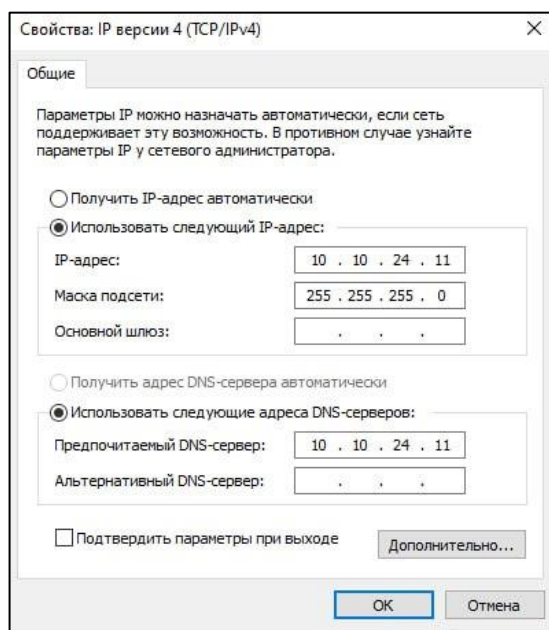 Свойства: IP версии 4 (TCP/IPv4)
Общие
Параметры IP можно назначать автоматически, если сеть
поддерживает эту возможность. В противном случае узнайте
параметры IP у сетевого администратора.
Получить IP-адрес автоматически
Использовать следующий IP-адрес:
IP-адрес: 10 . 10 . 24 . 11
Маска подсети: 255 . 255 . 255 . 0
Основной шлюз: . . .
Получить адрес DNS-сервера автоматически
Использовать следующие адреса DNS-серверов:
Предпочитаемый DNS-сервер: 10 . 10 . 24 . 11
Альтернативный DNS-сервер: . . .
Подтвердить параметры при выходе
Дополнительно...
ОК Отмена